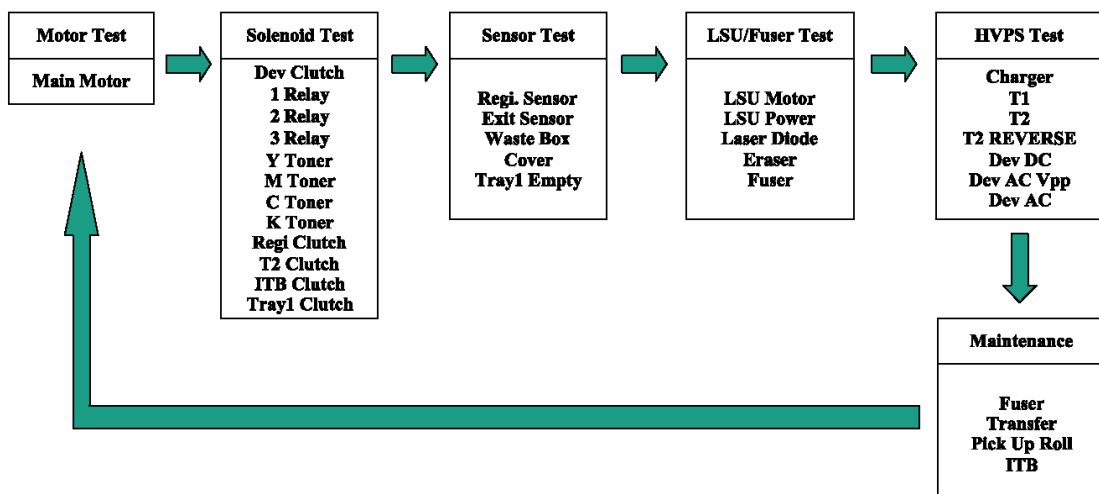 Motor Test
Main Motor
Solenoid Test
Dev Clutch
1 Relay
2 Relay
3 Relay
Y Toner
M Toner
C Toner
K Toner
Regi Clutch
T2 Clutch
ITB Clutch
Tray1 Clutch
Sensor Test
Regi. Sensor
Exit Sensor
Waste Box
Cover
Tray1 Empty
LSU/Fuser Test
LSU Motor
LSU Power
Laser Diode
Eraser
Fuser
HVPS Test
Charger
T1
T2
T2 REVERSE
Dev DC
Dev AC Vpp
Dev AC
Maintenance
Fuser
Transfer
Pick Up Roll
ITB